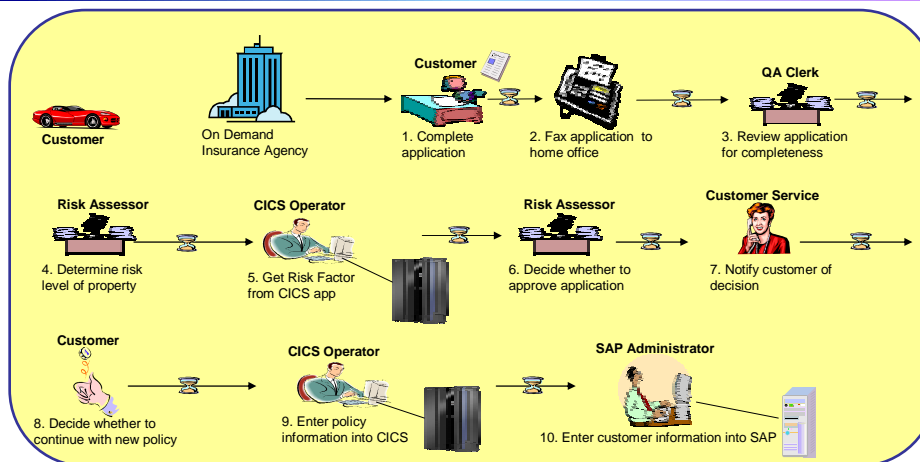 Customer
On Demand
Insurance Agency
Customer
1. Complete
application
2. Fax application to
home office
QA Clerk
3. Review application
for completeness
Risk Assessor
4. Determine risk
level of property
CICS Operator
5. Get Risk Factor
from CICS app
Risk Assessor
6. Decide whether to
approve application
Customer Service
7. Notify customer of
decision
Customer
8. Decide whether to
continue with new policy
CICS Operator
9. Enter policy
information into CICS
SAP Administrator
10. Enter customer information into SAP